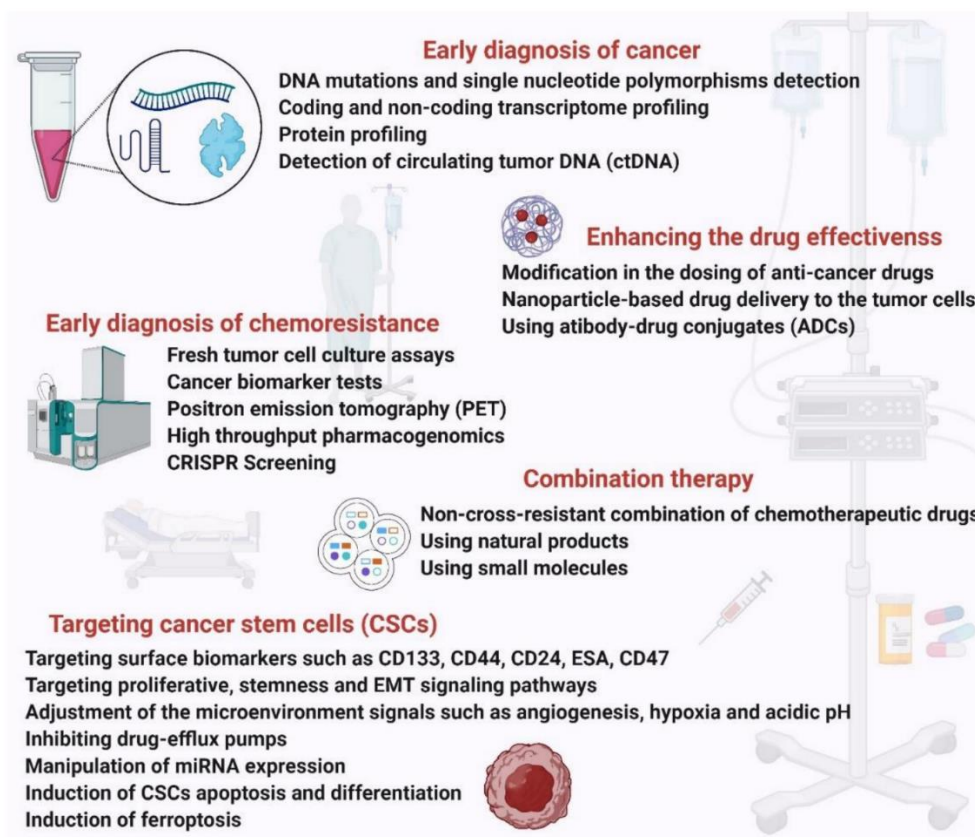 Early diagnosis of cancer
DNA mutations and single nucleotide polymorphisms detection
Coding and non-coding transcriptome profiling
Protein profiling
Detection of circulating tumor DNA (ctDNA)
Enhancing the drug effectivenss
Modification in the dosing of anti-cancer drugs
Nanoparticle-based drug delivery to the tumor cells
Using atibody-drug conjugates (ADCs)
Early diagnosis of chemoresistance
Fresh tumor cell culture assays
Cancer biomarker tests
Positron emission tomography (PET)
High throughput pharmacogenomics
CRISPR Screening
Combination therapy
Non-cross-resistant combination of chemotherapeutic drugs
Using natural products
Using small molecules
Targeting cancer stem cells (CSCs)
Targeting surface biomarkers such as CD133, CD44, CD24, ESA, CD47
Targeting proliferative, stemness and EMT signaling pathways
Adjustment of the microenvironment signals such as angiogenesis, hypoxia and acidic pH
Inhibiting drug-efflux pumps
Manipulation of miRNA expression
Induction of CSCs apoptosis and differentiation
Induction of ferroptosis